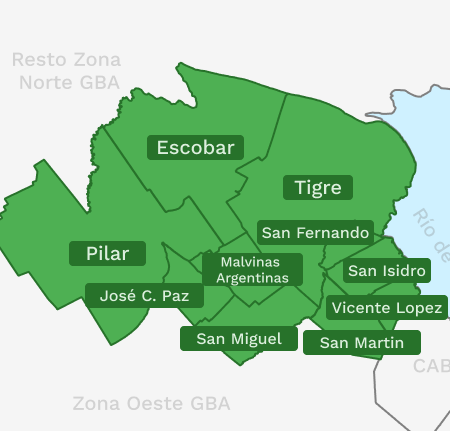 Resto Zona
Norte GBA
Escobar
Tigre
San Fernando
Pilar
Malvinas
Argentinas
San Isidro
José C. Paz
Vicente Lopez
San Miguel
San Martin
Río de
CAB
Zona Oeste GBA